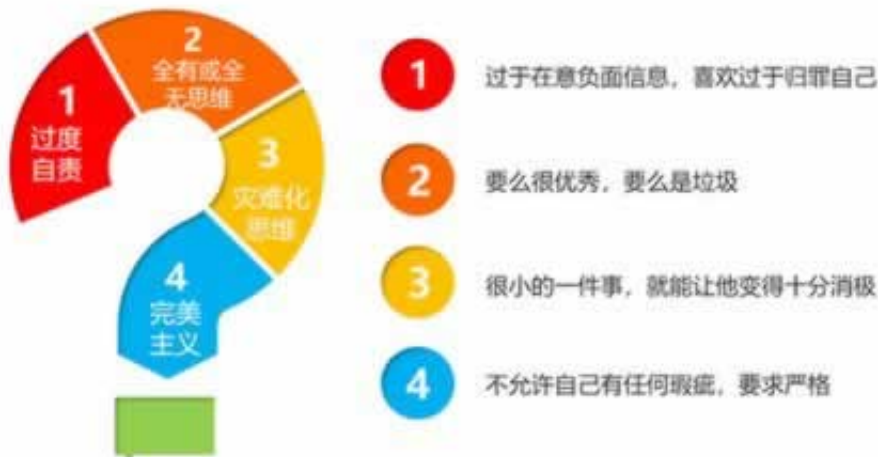 1
过度
自责
2
全有或全
无思维
3
灾难化
思维
4
完美
主义
1
过于在意负面信息，喜欢过于归罪自己
2
要么很优秀，要么是垃圾
3
很小的一件事，就能让他变得十分消极
4
不允许自己有任何瑕疵，要求严格